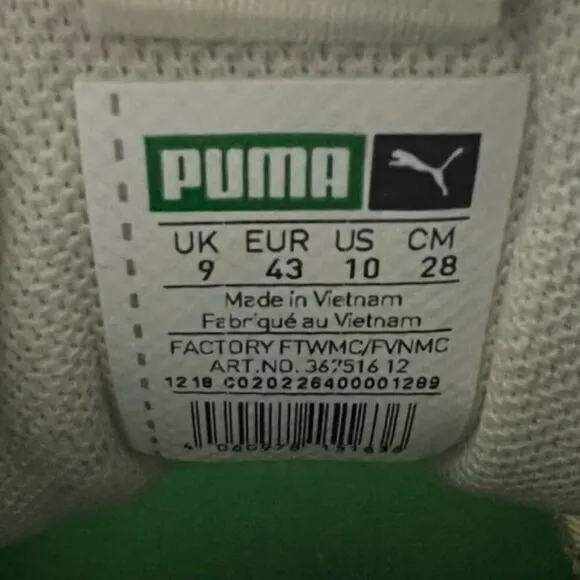 PUMA
UK EUR US CM
9 43 10 28
Made in Vietnam
Fabriqué au Vietnam
FACTORY FTWMC/FVNMC
ART.NO. 367516 12
1218 C020226400001289